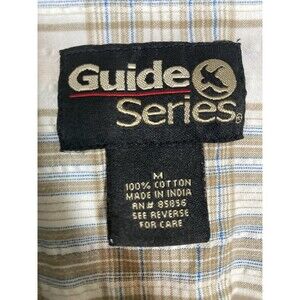 Guide
Series®
M
100% COTTON
MADE IN INDIA
RN# 85856
SEE REVERSE
FOR CARE